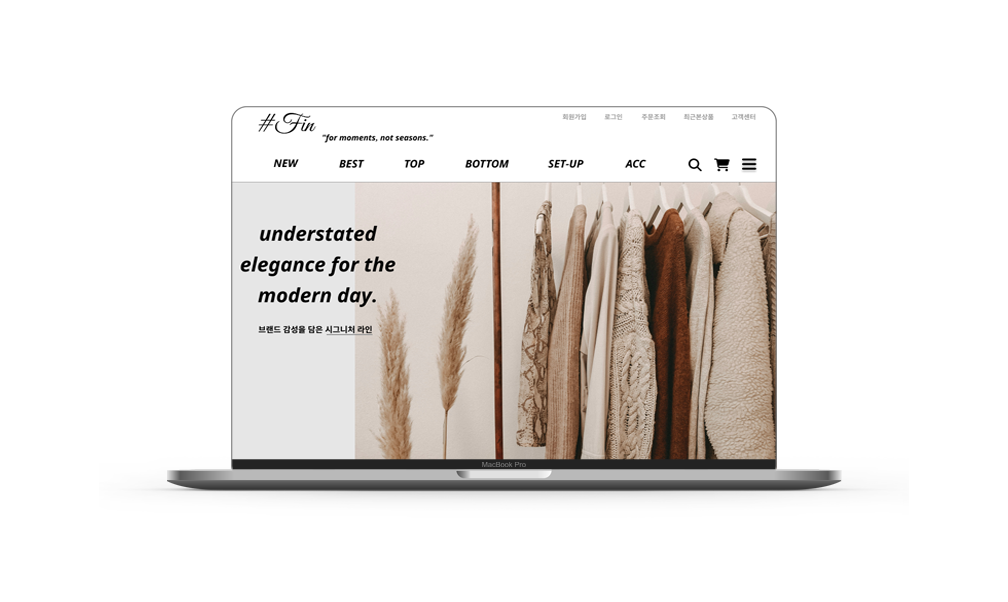 #Fin
"for moments, not seasons."
회원가입 로그인 주문조회 최근본상품 고객센터
NEW BEST TOP BOTTOM SET-UP ACC
understated
elegance for the
modern day.
브랜드 감성을 담은 시그니처 라인
MacBook Pro